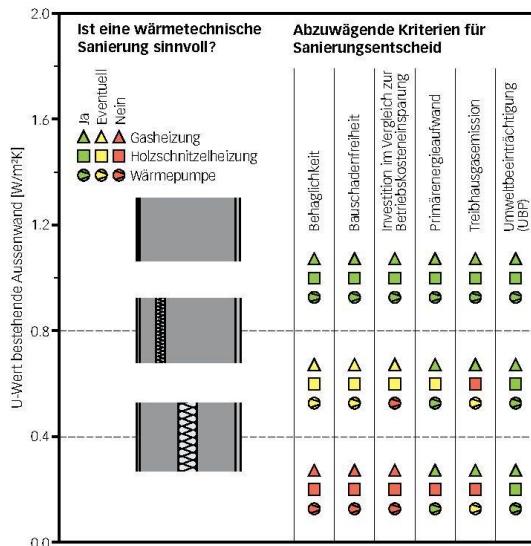 Ist eine wärmetechnische
Sanierung sinnvoll?
Abzuwägende Kriterien für
Sanierungsentscheid
Ja
Eventuell
Nein
Gasheizung
Holzschnitzelheizung
Wärmepumpe
Behaglichkeit
Bauschadenfreiheit
Investition im Vergleich zur
Betriebskosteneinsparung
Primärenergieaufwand
Treibhausgasemission
Umweltbeeinträchtigung
(UBP)
U-Wert bestehende Aussenwand [W/m²K]
2.0
1.6
1.2
0.8
0.4
0.0